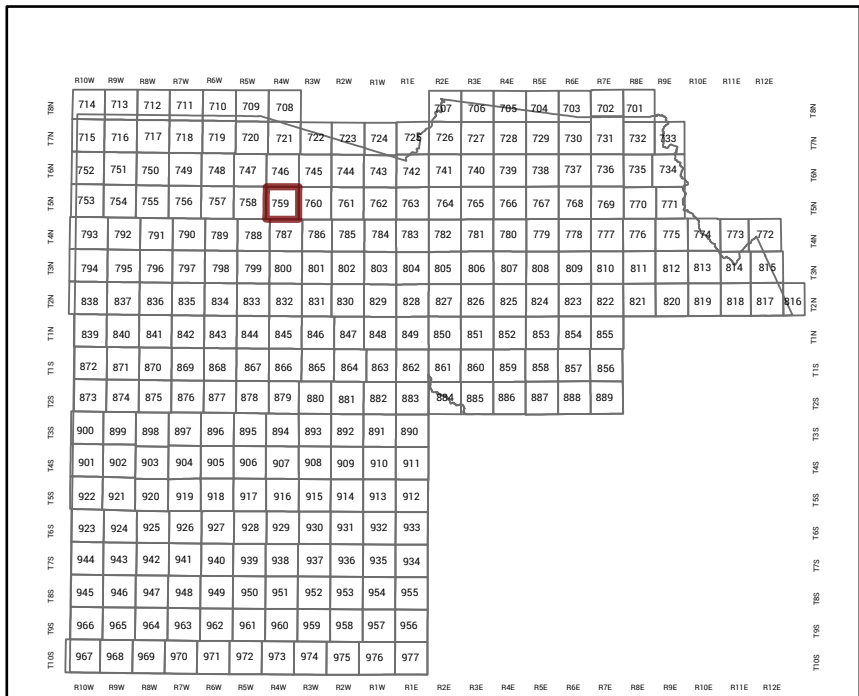 R10W R9W R8W R7W R6W R5W R4W R3W R2W R1W R1E R2E R3E R4E R5E R6E R7E R8E R9E R10E R11E R12E
T8N 714 713 712 711 710 709 708 707 706 705 704 703 702 701 T8N
T7N 715 716 717 718 719 720 721 722 723 724 725 726 727 728 729 730 731 732 733 T7N
T6N 752 751 750 749 748 747 746 745 744 743 742 741 740 739 738 737 736 735 734 T6N
T5N 753 754 755 756 757 758 759 760 761 762 763 764 765 766 767 768 769 770 771 T5N
T4N 793 792 791 790 789 788 787 786 785 784 783 782 781 780 779 778 777 776 775 774 773 772 T4N
T3N 794 795 796 797 798 799 800 801 802 803 804 805 806 807 808 809 810 811 812 813 814 815 T3N
T2N 838 837 836 835 834 833 832 831 830 829 828 827 826 825 824 823 822 821 820 819 818 817 816 T2N
T1N 839 840 841 842 843 844 845 846 847 848 849 850 851 852 853 854 855 T1N
T1S 872 871 870 869 868 867 866 865 864 863 862 861 860 859 858 857 856 T1S
T2S 873 874 875 876 877 878 879 880 881 882 883 884 885 886 887 888 889 T2S
T3S 900 899 898 897 896 895 894 893 892 891 890 T3S
T4S 901 902 903 904 905 906 907 908 909 910 911 T4S
T5S 922 921 920 919 918 917 916 915 914 913 912 T5S
T6S 923 924 925 926 927 928 929 930 931 932 933 T6S
T7S 944 943 942 941 940 939 938 937 936 935 934 T7S
T8S 945 946 947 948 949 950 951 952 953 954 955 T8S
T9S 966 965 964 963 962 961 960 959 958 957 956 T9S
T10S 967 968 969 970 971 972 973 974 975 976 977 T10S
R10W R9W R8W R7W R6W R5W R4W R3W R2W R1W R1E R2E R3E R4E R5E R6E R7E R8E R9E R10E R11E R12E